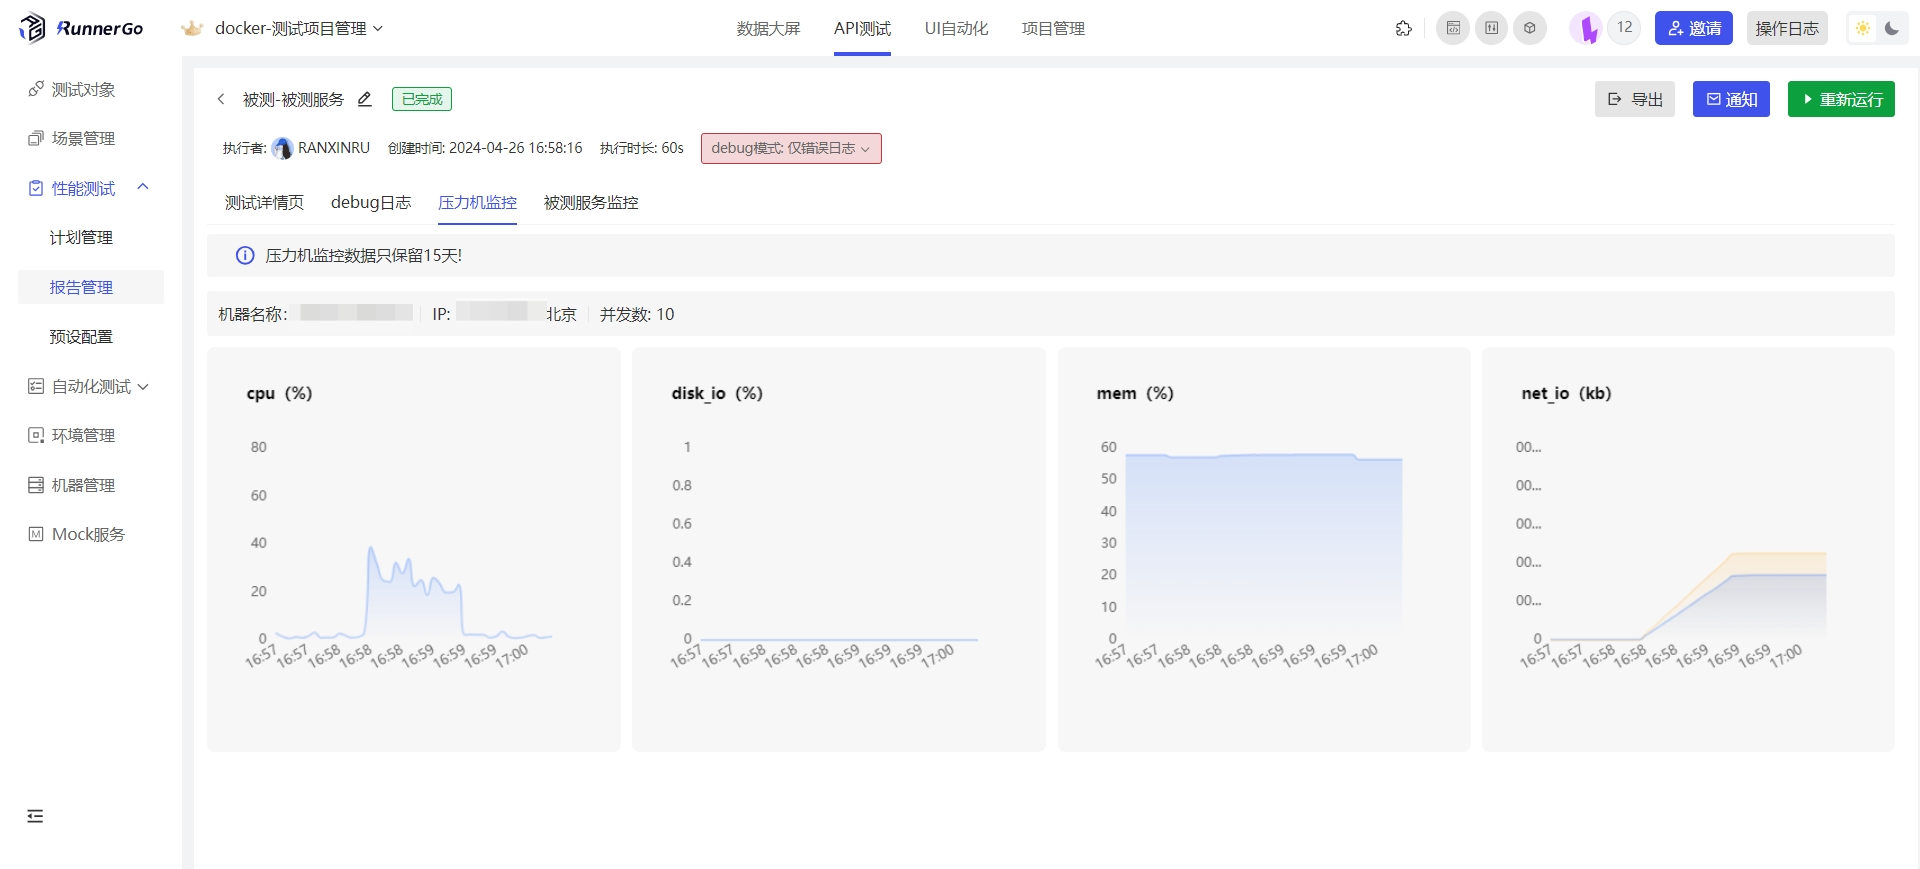 RunnerGo
docker-测试项目管理
数据大屏
API测试
UI自动化
项目管理
12
邀请
操作日志
测试对象
场景管理
性能测试
计划管理
报告管理
预设配置
自动化测试
环境管理
机器管理
Mock服务
被测-被测服务
已完成
导出
通知
重新运行
执行者: RANXINRU 创建时间: 2024-04-26 16:58:16 执行时长: 60s debug模式: 仅错误日志
测试详情页 debug日志 压力机监控 被测服务监控
压力机监控数据只保留15天!
机器名称: IP: 北京 并发数: 10
cpu (%)
80
60
40
20
0
16:57 16:57 16:58 16:58 16:58 16:59 16:59 16:59 17:00
disk_io (%)
1
0.8
0.6
0.4
0.2
0
16:57 16:57 16:58 16:58 16:58 16:59 16:59 16:59 17:00
mem (%)
60
50
40
30
20
10
0
16:57 16:57 16:58 16:58 16:58 16:59 16:59 16:59 17:00
net_io (kb)
00...
00...
00...
00...
00...
0
16:57 16:57 16:58 16:58 16:58 16:59 16:59 16:59 17:00